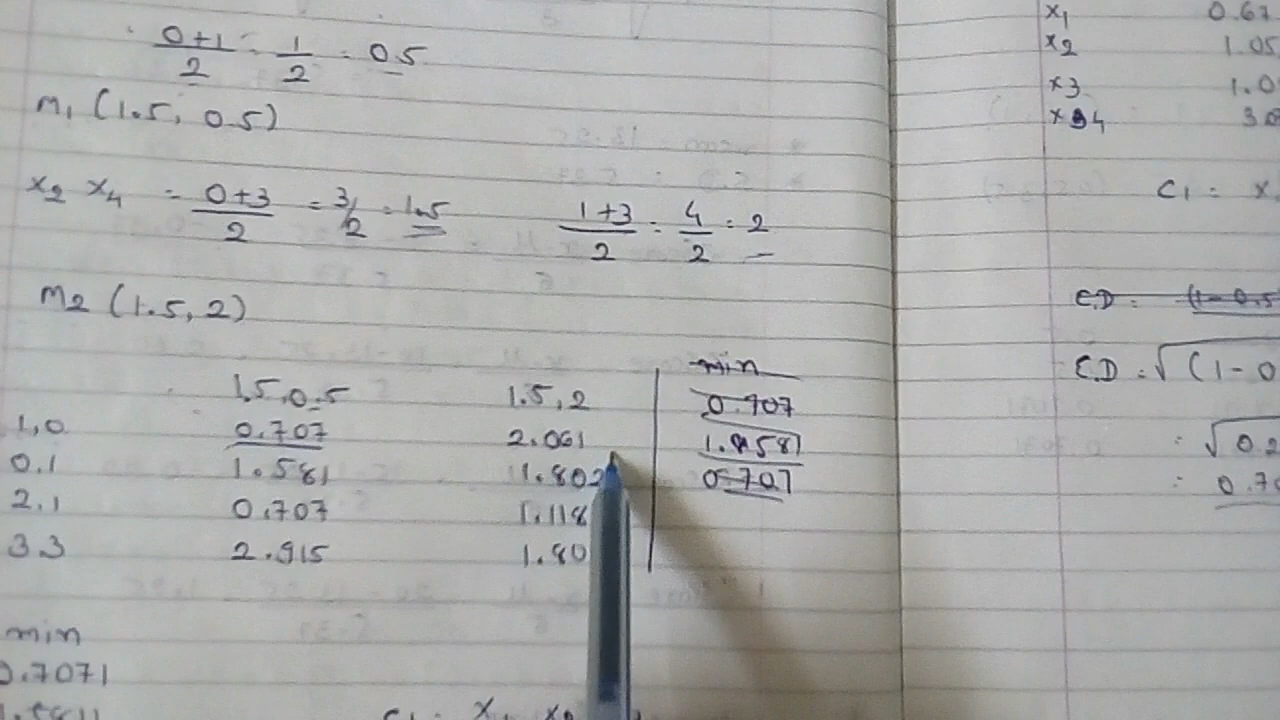 0+1/2 = 1/2 = 0.5
m1 (1.5, 0.5)
x2 x4 = 0+3/2 = 3/2 = 1.5 1+3/2 = 4/2 = 2
m2 (1.5, 2)
1.5, 0.5 1.5, 2 min
1,0 0.707 2.061 0.707
0.1 1.581 1.802 0.707
2.1 0.707 1.118
3.3 2.915 1.80
min
0.7071
x1 0.67
x2 1.05
x3 1.0
C1 = x
E.D = (1-0.5
E.D = √(1-0
= √0.2
= 0.70